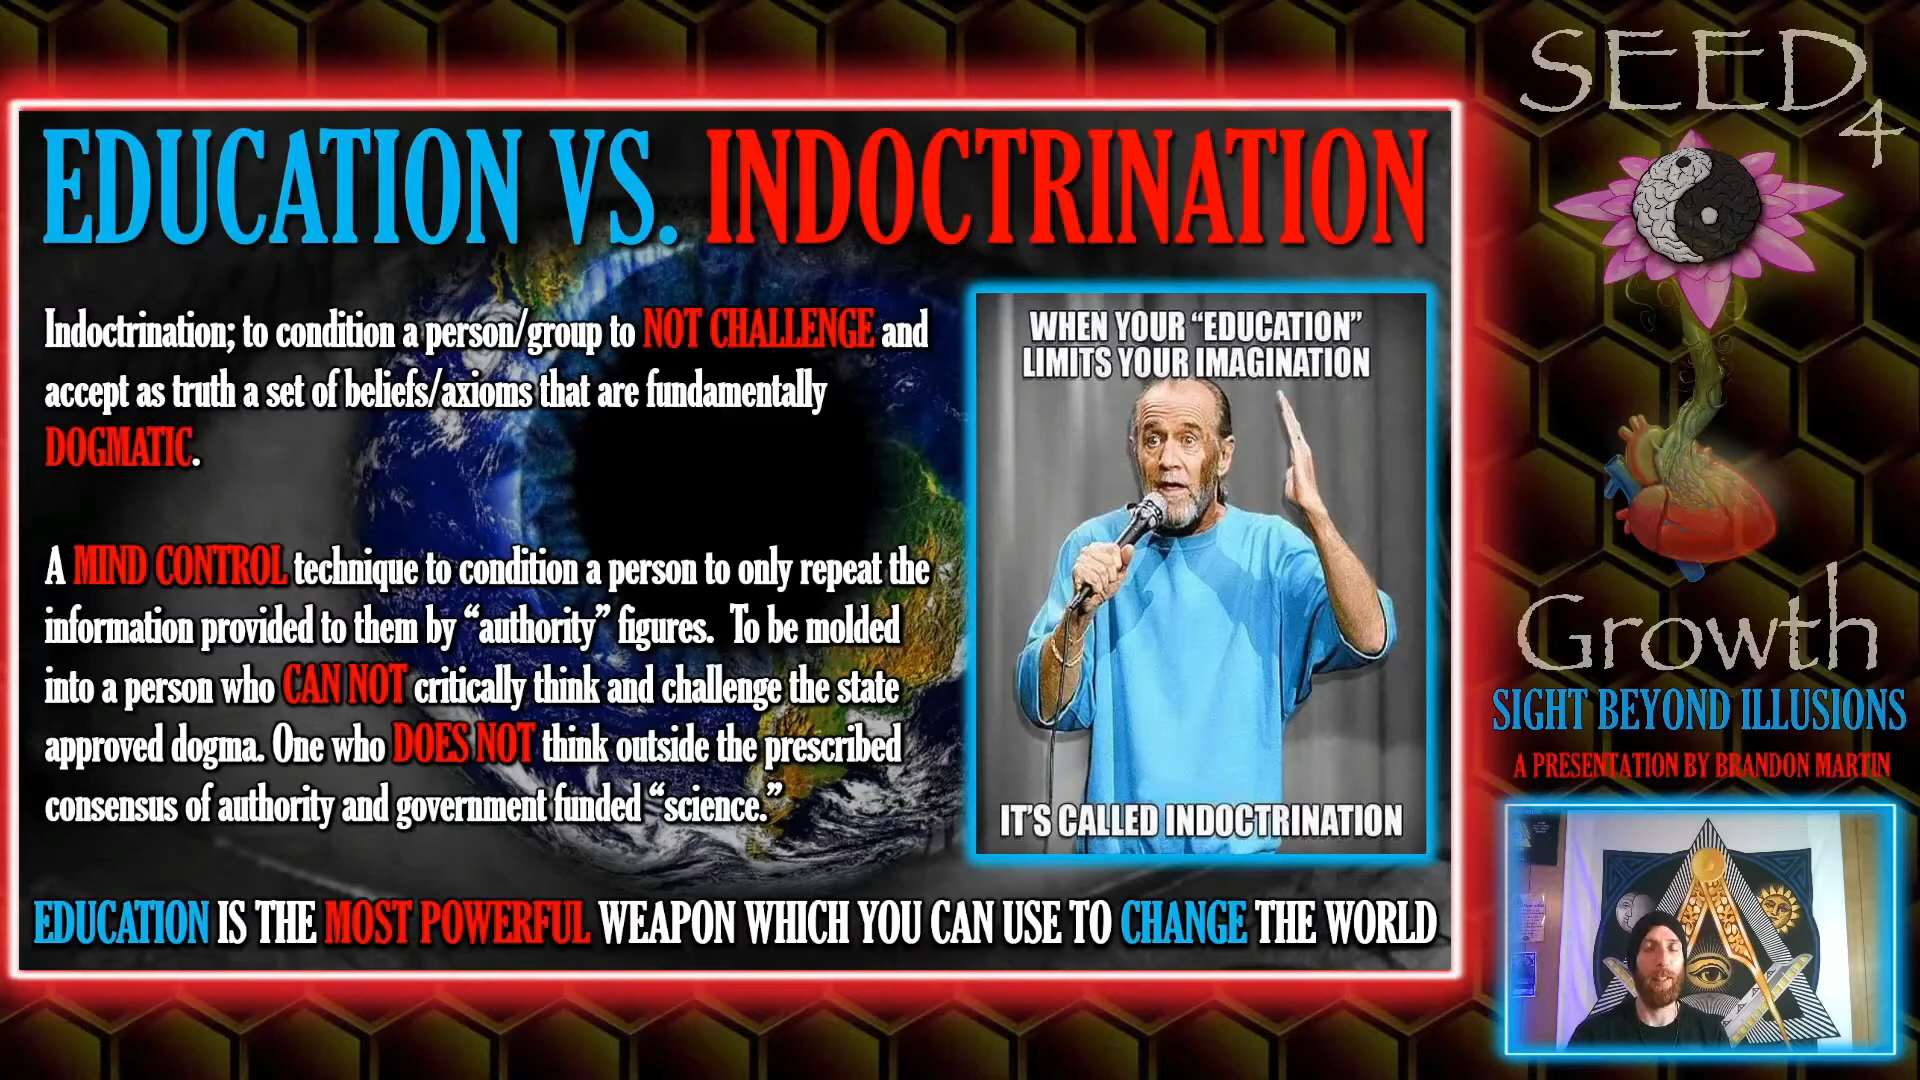 EDUCATION VS. INDOCTRINATION
Indoctrination; to condition a person/group to NOT CHALLENGE and
accept as truth a set of beliefs/axioms that are fundamentally
DOGMATIC.
A MIND CONTROL technique to condition a person to only repeat the
information provided to them by “authority” figures. To be molded
into a person who CAN NOT critically think and challenge the state
approved dogma. One who DOES NOT think outside the prescribed
consensus of authority and government funded “science.”
WHEN YOUR “EDUCATION”
LIMITS YOUR IMAGINATION
IT'S CALLED INDOCTRINATION
EDUCATION IS THE MOST POWERFUL WEAPON WHICH YOU CAN USE TO CHANGE THE WORLD
SEED
4
Growth
SIGHT BEYOND ILLUSIONS
A PRESENTATION BY BRANDON MARTIN